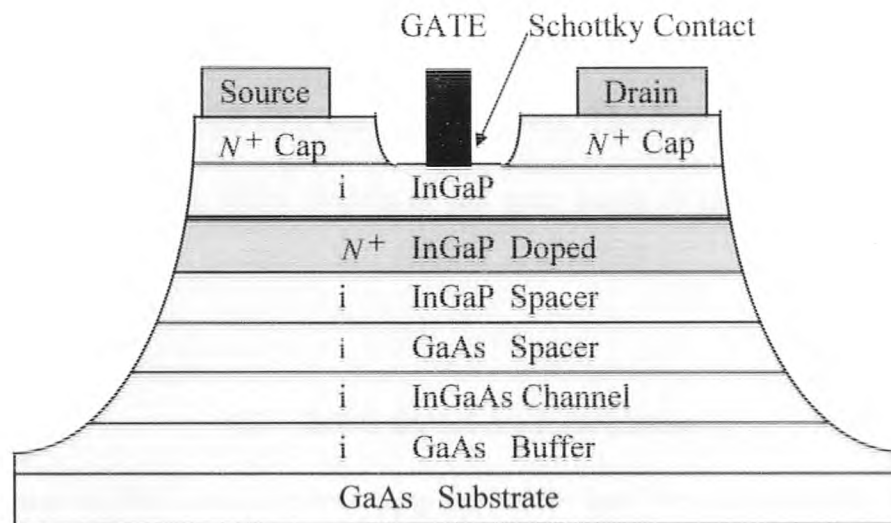 GATE Schottky Contact
Source Drain
N+ Cap N+ Cap
i InGaP
N+ InGaP Doped
i InGaP Spacer
i GaAs Spacer
i InGaAs Channel
i GaAs Buffer
GaAs Substrate